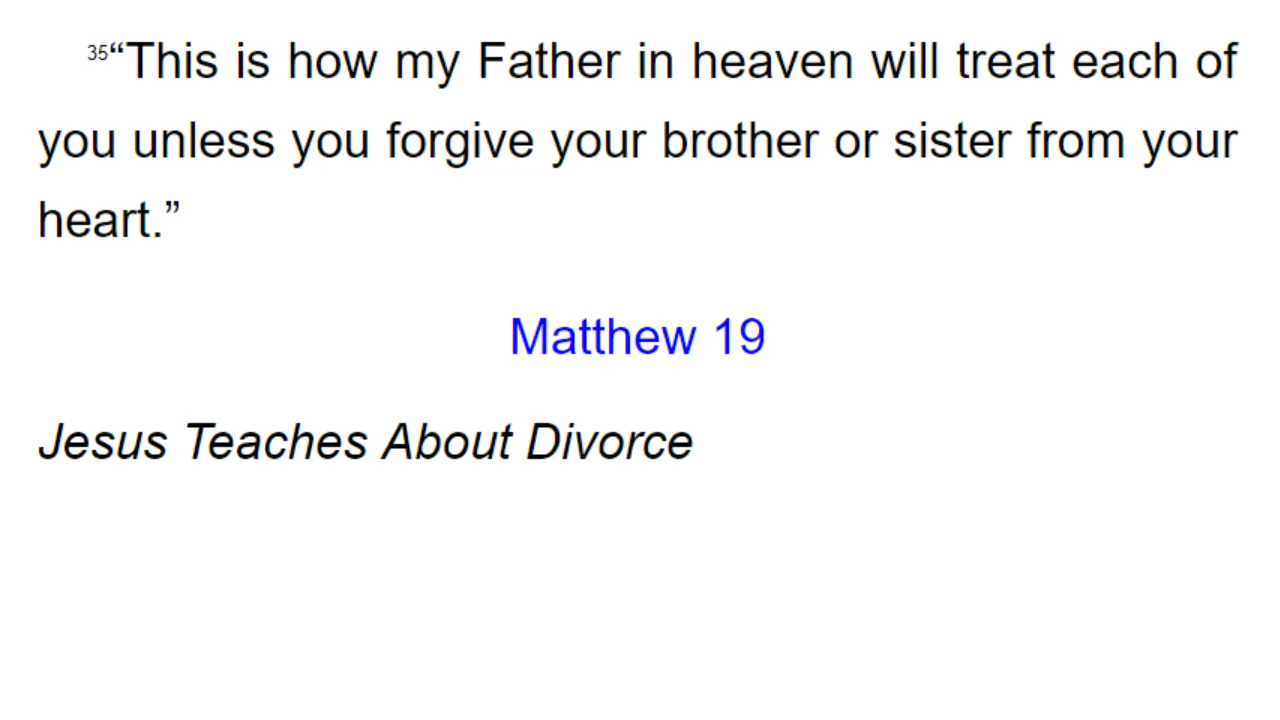 35“This is how my Father in heaven will treat each of
you unless you forgive your brother or sister from your
heart.”
Matthew 19
Jesus Teaches About Divorce